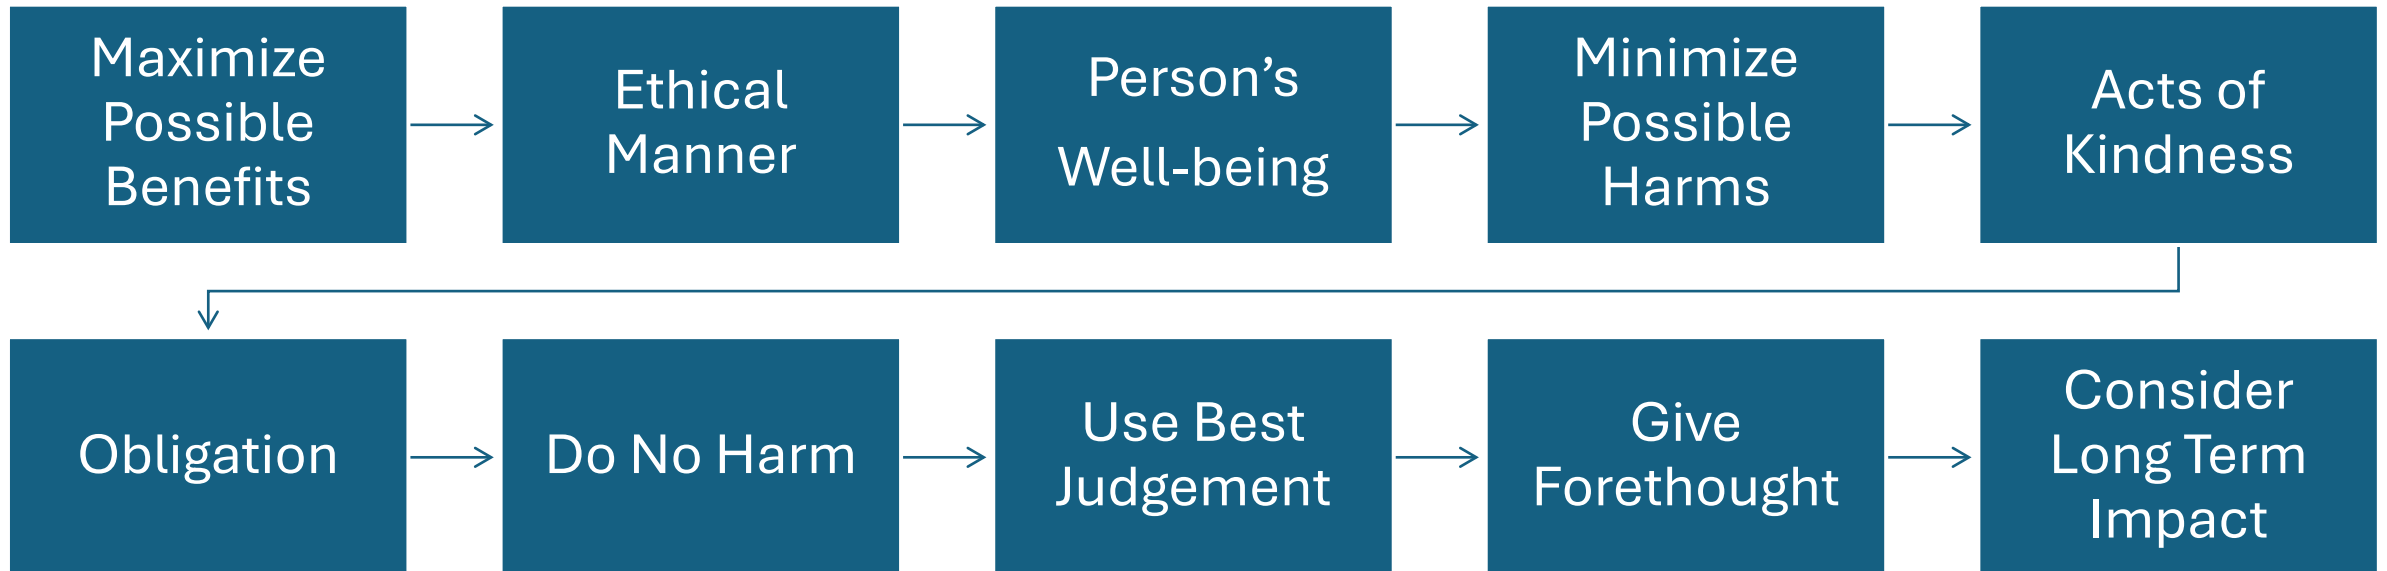 Maximize
Possible
Benefits
Ethical
Manner
Person’s
Well-being
Minimize
Possible
Harms
Acts of
Kindness
Obligation
Do No Harm
Use Best
Judgement
Give
Forethought
Consider
Long Term
Impact